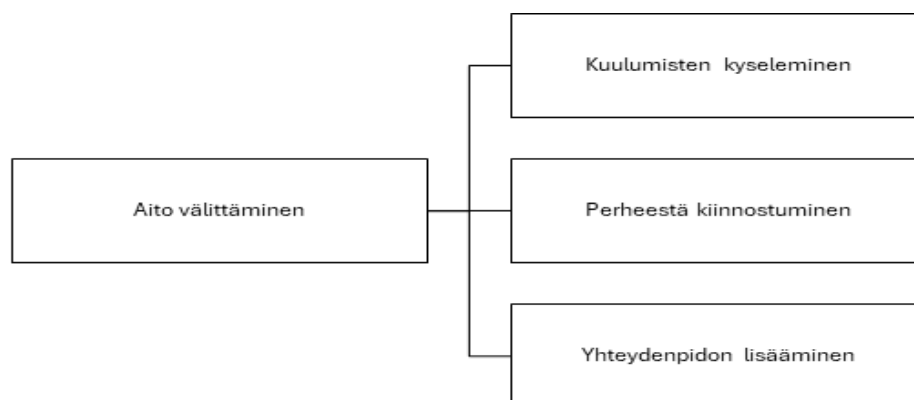 Kuulumisten kyseleminen
Aito välittäminen
Perheestä kiinnostuminen
Yhteydenpidon lisääminen